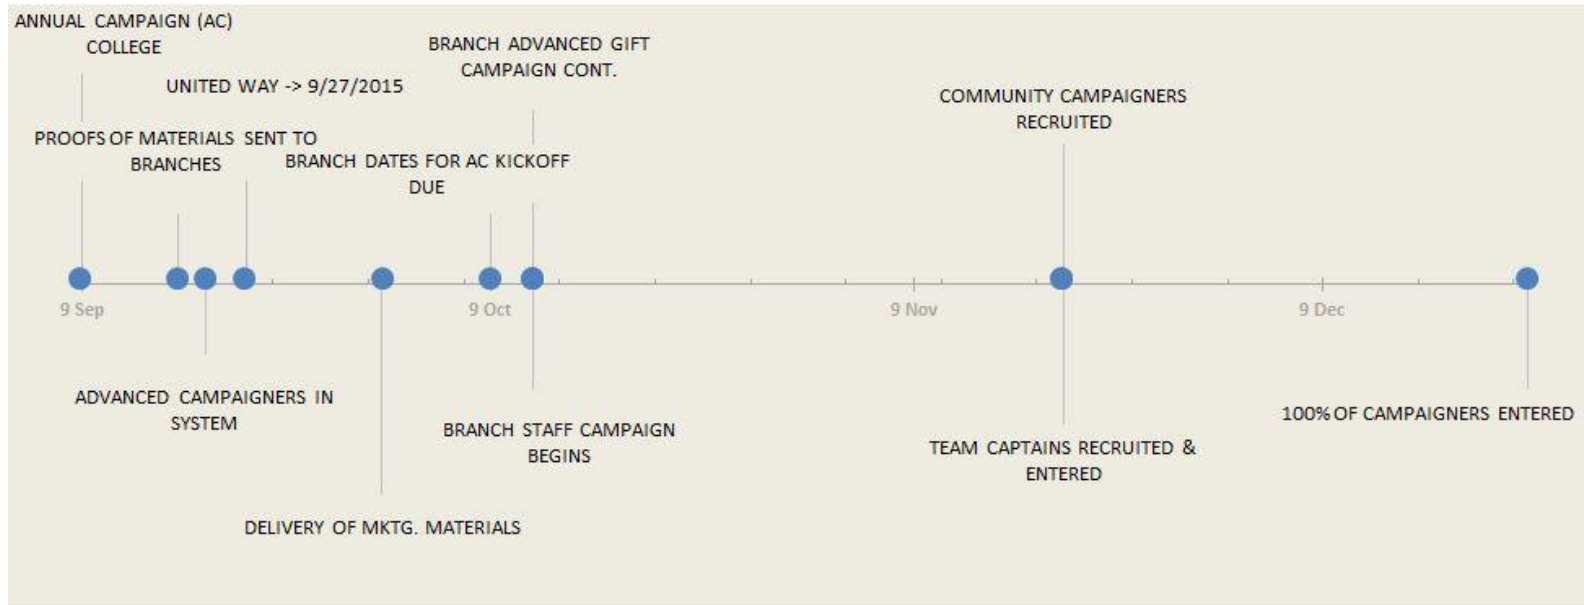 ANNUAL CAMPAIGN (AC)
COLLEGE
BRANCH ADVANCED GIFT
CAMPAIGN CONT.
UNITED WAY -> 9/27/2015
COMMUNITY CAMPAIGNERS
RECRUITED
PROOFS OF MATERIALS SENT TO
BRANCHES
BRANCH DATES FOR AC KICKOFF
DUE
9 Sep
9 Oct
9 Nov
9 Dec
ADVANCED CAMPAIGNERS IN
SYSTEM
BRANCH STAFF CAMPAIGN
BEGINS
TEAM CAPTAINS RECRUITED &
ENTERED
100% OF CAMPAIGNERS ENTERED
DELIVERY OF MKTG. MATERIALS